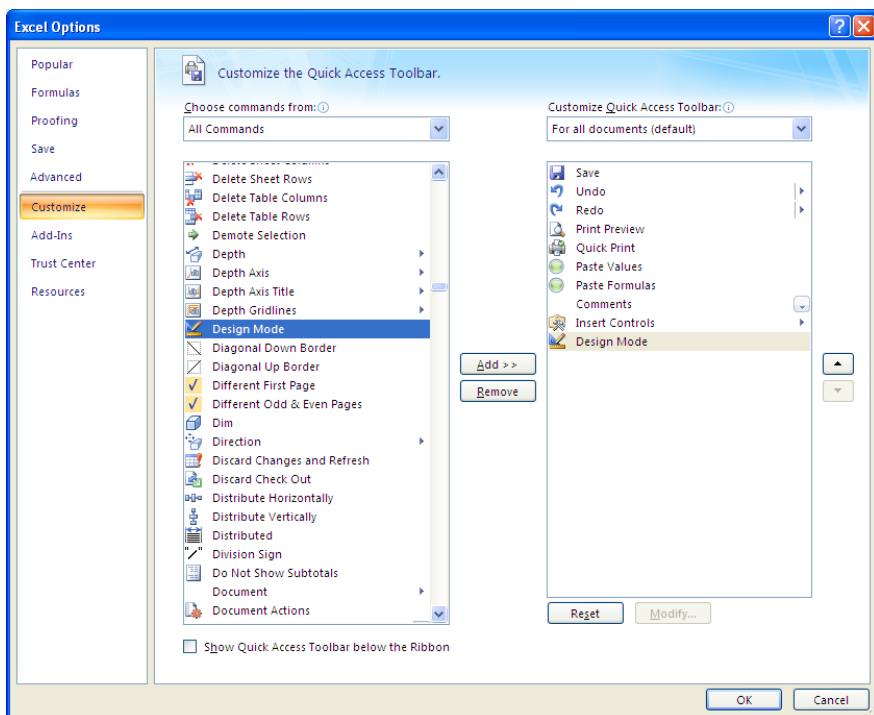 Excel Options
Popular
Formulas
Proofing
Save
Advanced
Customize
Add-Ins
Trust Center
Resources
Customize the Quick Access Toolbar.
Choose commands from:
All Commands
Delete Sheet Columns
Delete Sheet Rows
Delete Table Columns
Delete Table Rows
Demote Selection
Depth
Depth Axis
Depth Axis Title
Depth Gridlines
Design Mode
Diagonal Down Border
Diagonal Up Border
Different First Page
Different Odd & Even Pages
Dim
Direction
Discard Changes and Refresh
Discard Check Out
Distribute Horizontally
Distribute Vertically
Distributed
Division Sign
Do Not Show Subtotals
Document
Document Actions
Show Quick Access Toolbar below the Ribbon
Add >>
Remove
Customize Quick Access Toolbar:
For all documents (default)
Save
Undo
Redo
Print Preview
Quick Print
Paste Values
Paste Formulas
Comments
Insert Controls
Design Mode
Reset
Modify...
OK
Cancel